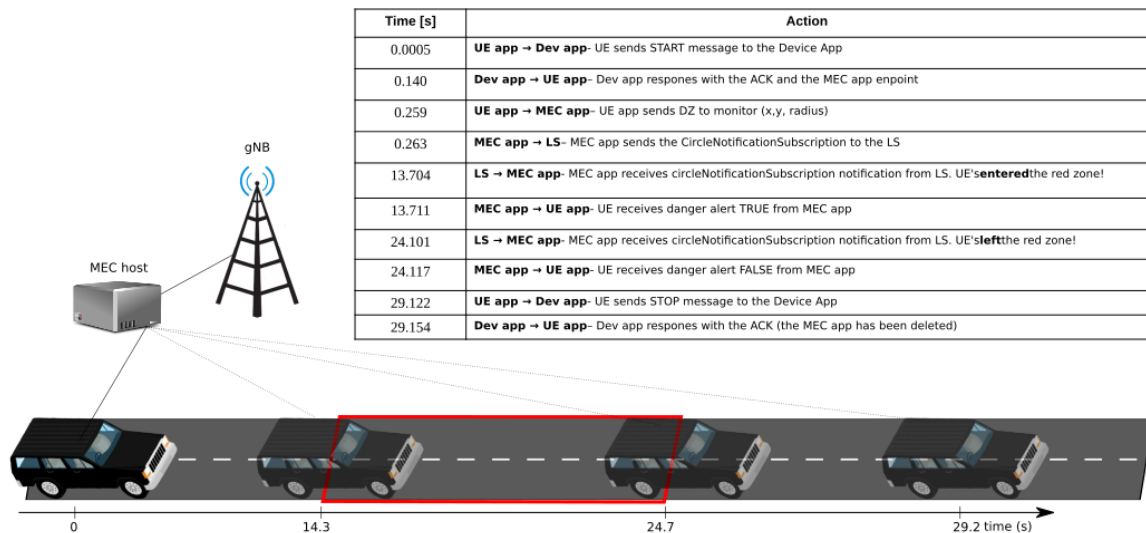 Time [s] Action
0.0005 UE app → Dev app- UE sends START message to the Device App
0.140 Dev app → UE app– Dev app respones with the ACK and the MEC app enpoint
0.259 UE app → MEC app– UE app sends DZ to monitor (x,y, radius)
0.263 MEC app → LS– MEC app sends the CircleNotificationSubscription to the LS
13.704 LS → MEC app- MEC app receives circleNotificationSubscription notification from LS. UE'senteredthe red zone!
13.711 MEC app → UE app- UE receives danger alert TRUE from MEC app
24.101 LS → MEC app- MEC app receives circleNotificationSubscription notification from LS. UE'sleftthe red zone!
24.117 MEC app → UE app- UE receives danger alert FALSE from MEC app
29.122 UE app → Dev app- UE sends STOP message to the Device App
29.154 Dev app → UE app– Dev app respones with the ACK (the MEC app has been deleted)
gNB
MEC host
0 14.3 24.7 29.2 time (s)